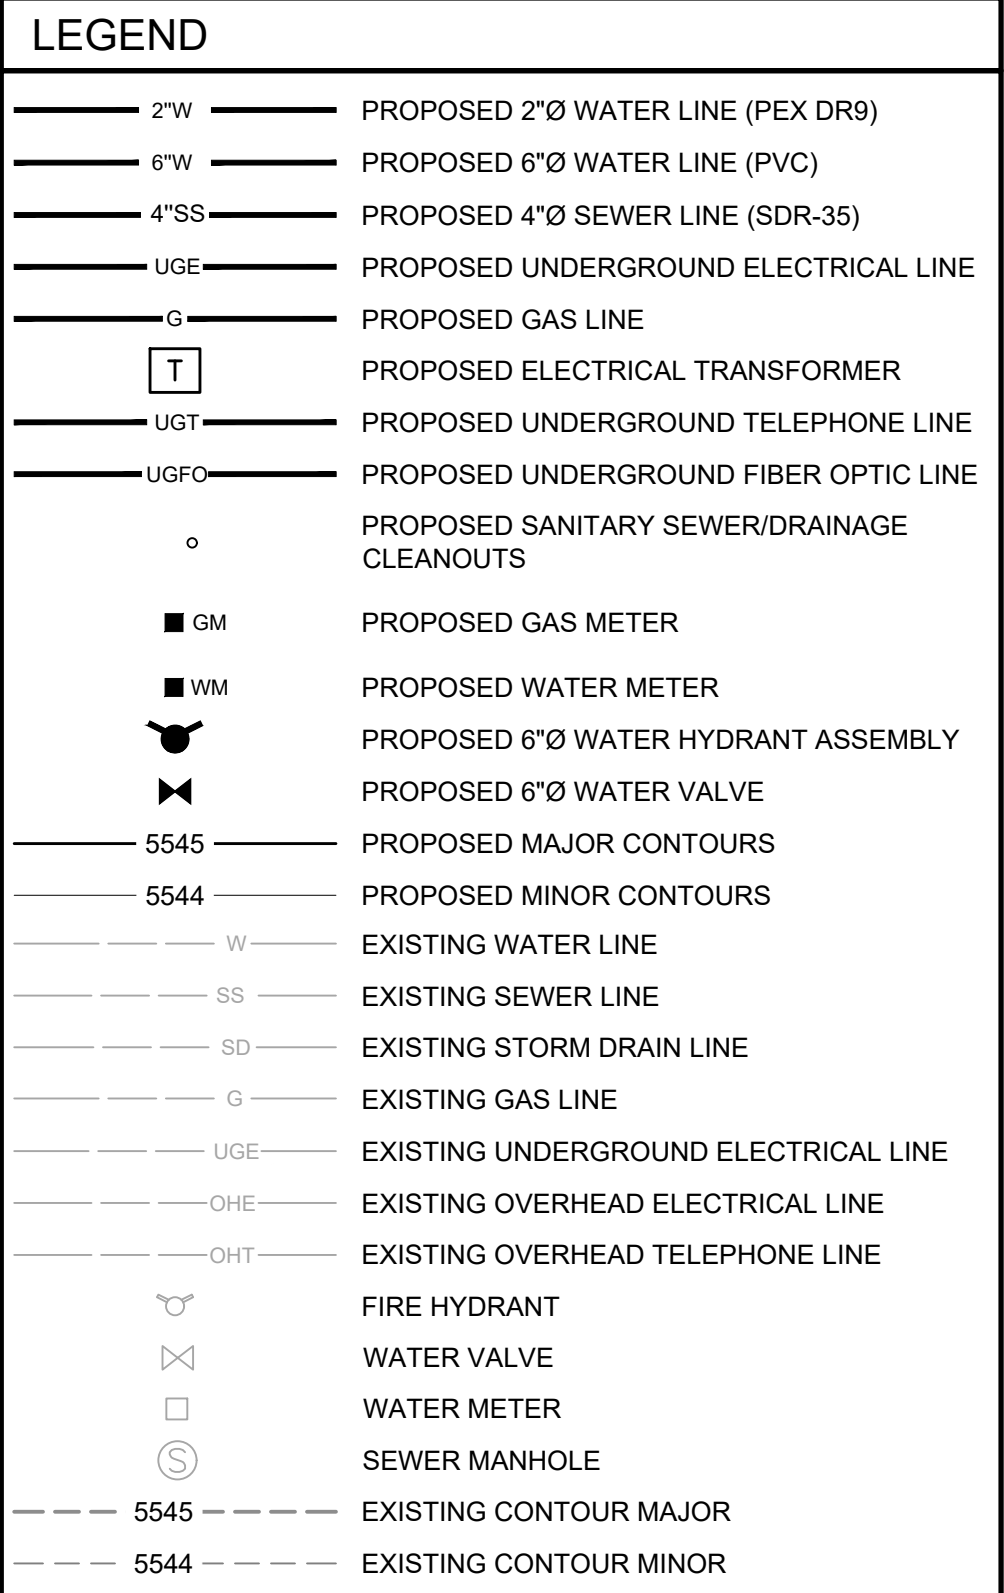 LEGEND
2"W PROPOSED 2"Ø WATER LINE (PEX DR9)
6"W PROPOSED 6"Ø WATER LINE (PVC)
4"SS PROPOSED 4"Ø SEWER LINE (SDR-35)
UGE PROPOSED UNDERGROUND ELECTRICAL LINE
G PROPOSED GAS LINE
T PROPOSED ELECTRICAL TRANSFORMER
UGT PROPOSED UNDERGROUND TELEPHONE LINE
UGFO PROPOSED UNDERGROUND FIBER OPTIC LINE
PROPOSED SANITARY SEWER/DRAINAGE
CLEANOUTS
GM PROPOSED GAS METER
WM PROPOSED WATER METER
PROPOSED 6"Ø WATER HYDRANT ASSEMBLY
PROPOSED 6"Ø WATER VALVE
5545 PROPOSED MAJOR CONTOURS
5544 PROPOSED MINOR CONTOURS
W EXISTING WATER LINE
SS EXISTING SEWER LINE
SD EXISTING STORM DRAIN LINE
G EXISTING GAS LINE
UGE EXISTING UNDERGROUND ELECTRICAL LINE
OHE EXISTING OVERHEAD ELECTRICAL LINE
OHT EXISTING OVERHEAD TELEPHONE LINE
FIRE HYDRANT
WATER VALVE
WATER METER
S SEWER MANHOLE
5545 EXISTING CONTOUR MAJOR
5544 EXISTING CONTOUR MINOR